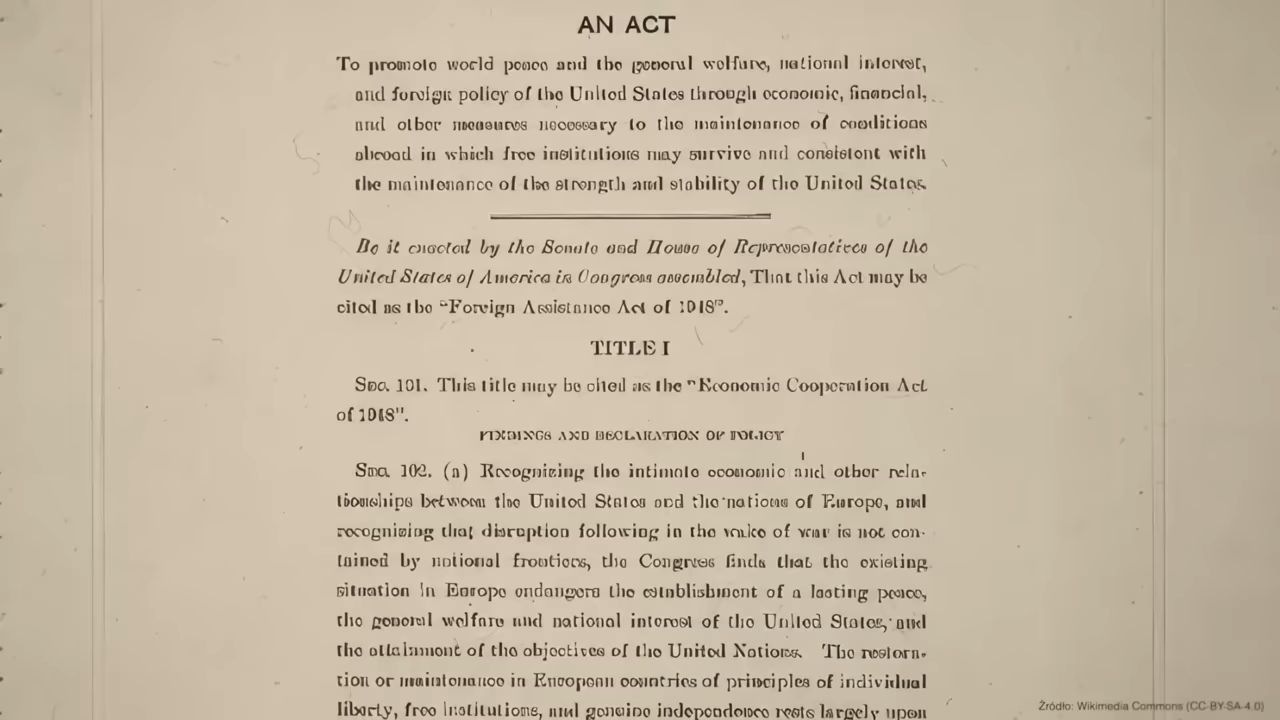 AN ACT
To promote world peace and the general welfare, national interest,
and foreign policy of the United States through economic, financial,
and other measures necessary to the maintenance of conditions
abroad in which free institutions may survive and consistent with
the maintenance of the strength and stability of the United States.
Be it enacted by the Senate and House of Representatives of the
United States of America in Congress assembled, That this Act may be
cited as the "Foreign Assistance Act of 1948".
TITLE I
SEC. 101. This title may be cited as the "Economic Cooperation Act
of 1948".
FINDINGS AND DECLARATION OF POLICY
SEC. 102. (a) Recognizing the intimate economic and other rela-
tionships between the United States and the nations of Europe, and
recognizing that disruption following in the wake of war is not con-
tained by national frontiers, the Congress finds that the existing
situation in Europe endangers the establishment of a lasting peace,
the general welfare and national interest of the United States, and
the attainment of the objectives of the United Nations. The restora-
tion or maintenance in European countries of principles of individual
liberty, free institutions, and genuine independence rests largely upon
Źródło: Wikimedia Commons (CC-BY-SA-4.0)